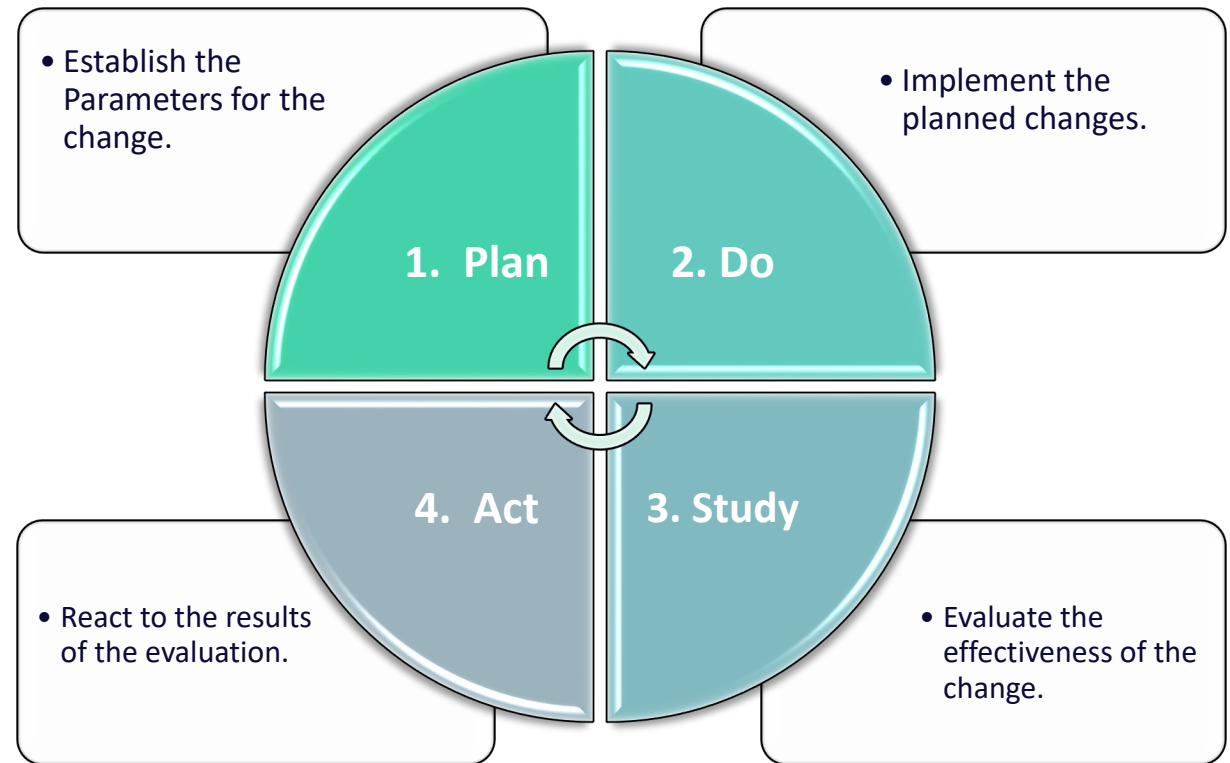 • Establish the
Parameters for the
change.
• Implement the
planned changes.
1. Plan
2. Do
4. Act
3. Study
• React to the results
of the evaluation.
• Evaluate the
effectiveness of the
change.